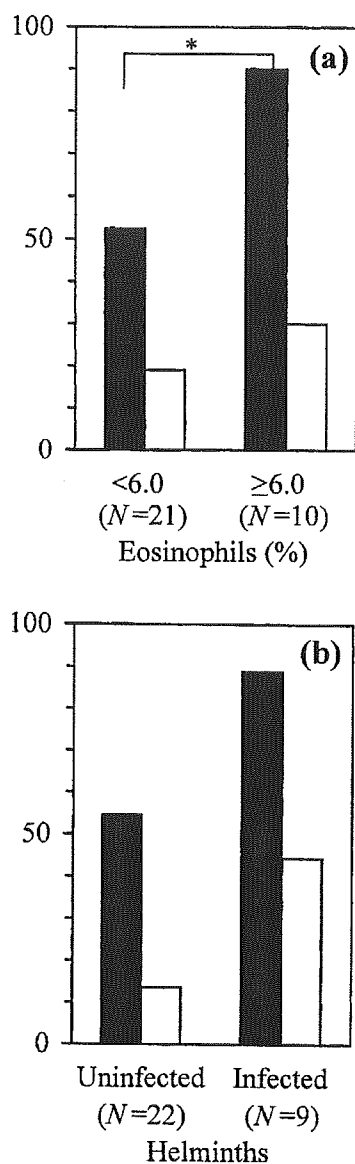 100
(a)
*
50
0
<6.0 ≥6.0
(N=21) (N=10)
Eosinophils (%)
100
(b)
50
0
Uninfected Infected
(N=22) (N=9)
Helminths